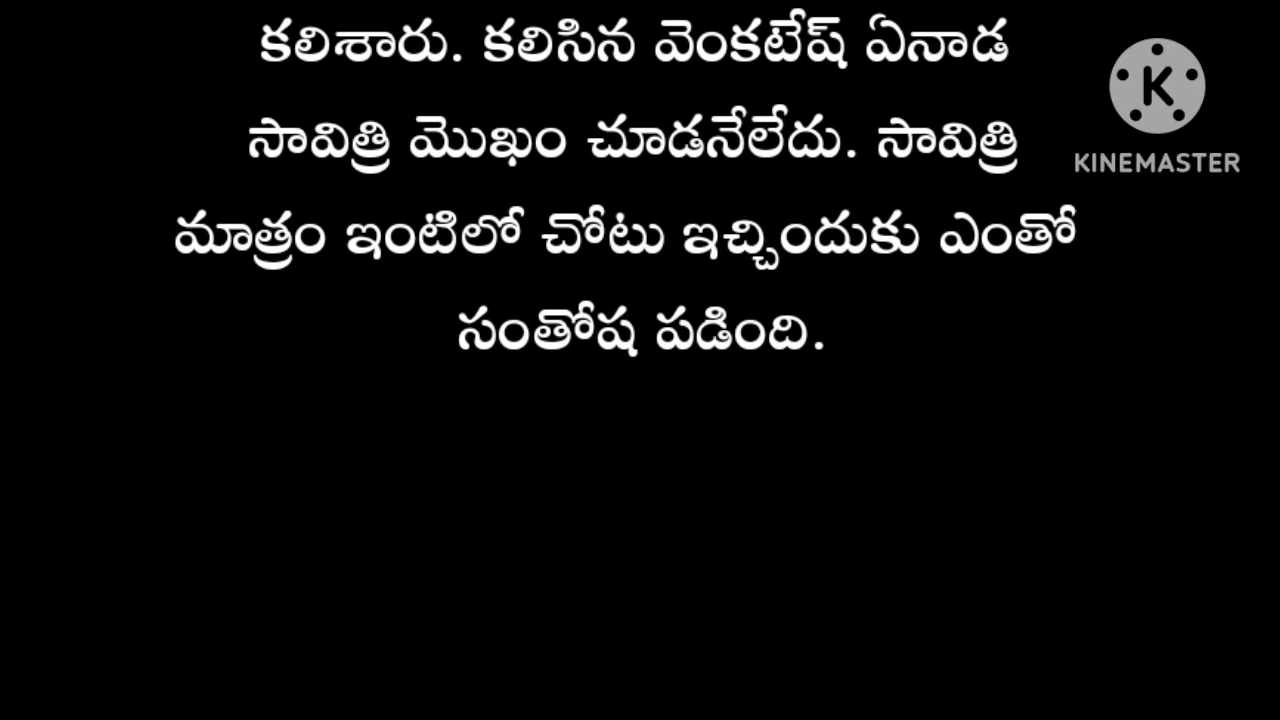 కలిశారు. కలిసిన వెంకటేష్ ఏనాడ
సావిత్రి మొఖం చూడనేలేదు. సావిత్రి
మాత్రం ఇంటిలో చోటు ఇచ్చిందుకు ఎంతో
సంతోష పడింది.
K
KINEMASTER